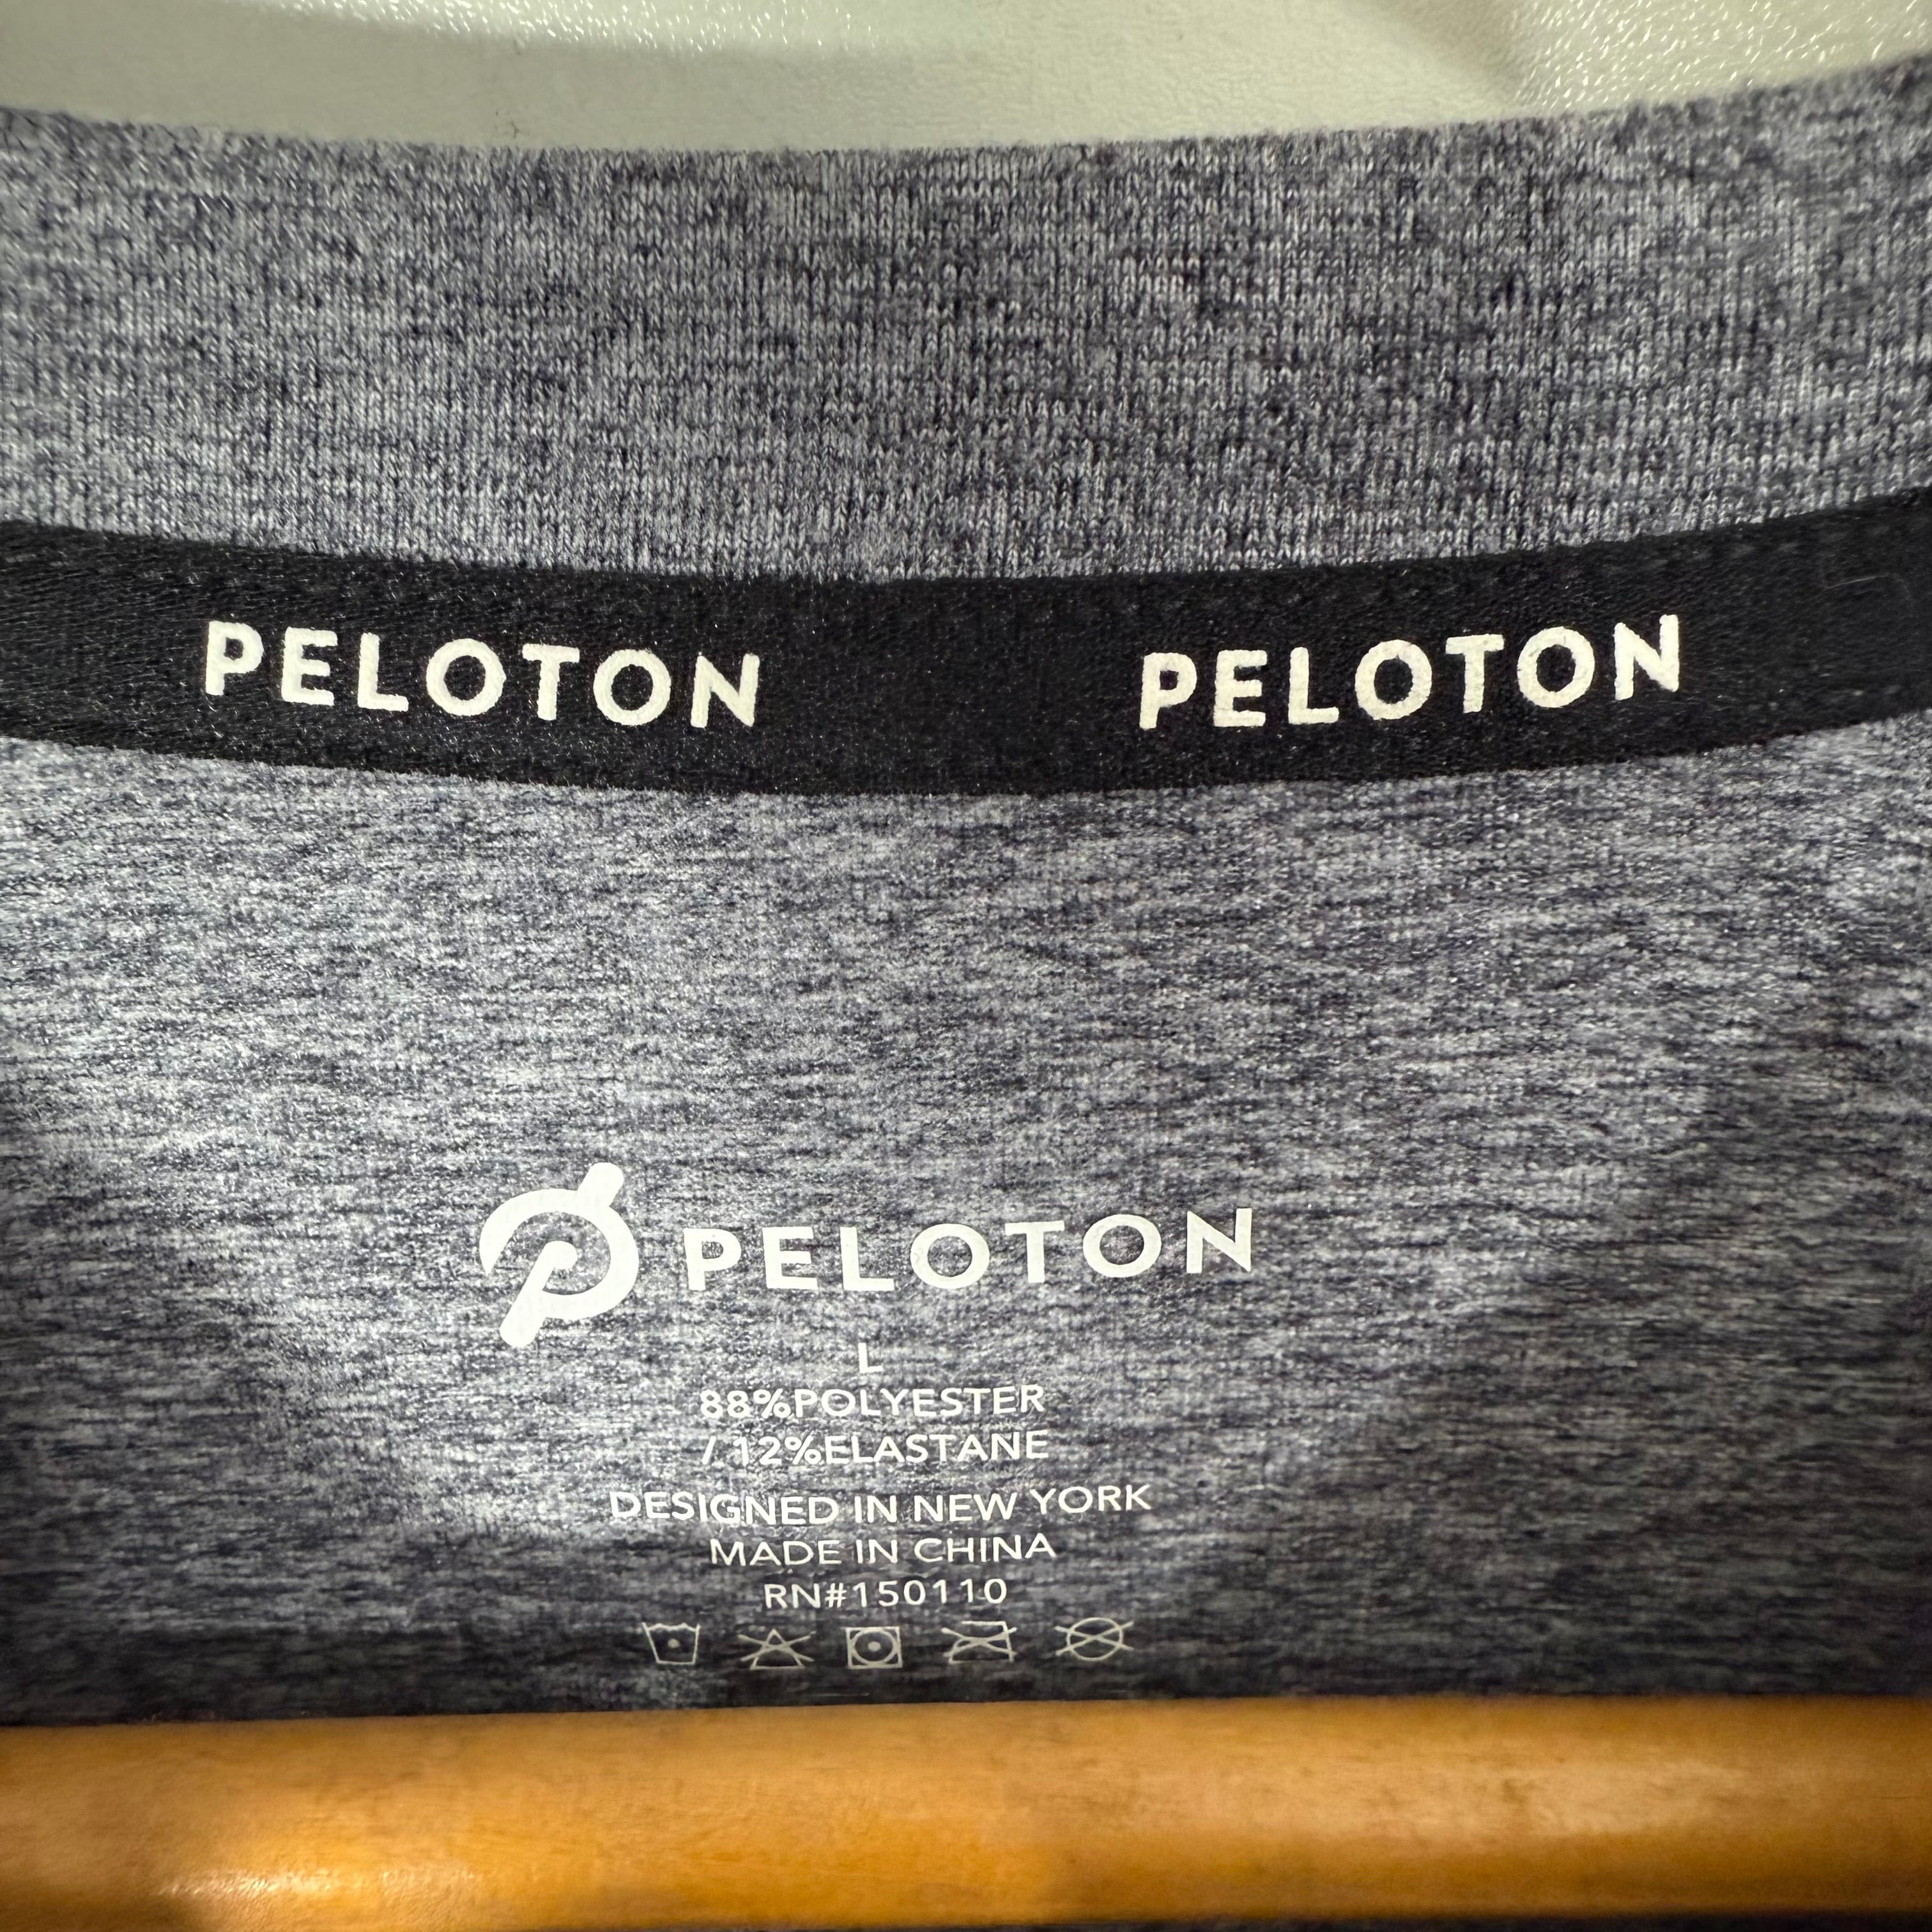 PELOTON PELOTON
PELOTON
L
88%POLYESTER
/ 12%ELASTANE
DESIGNED IN NEW YORK
MADE IN CHINA
RN#150110